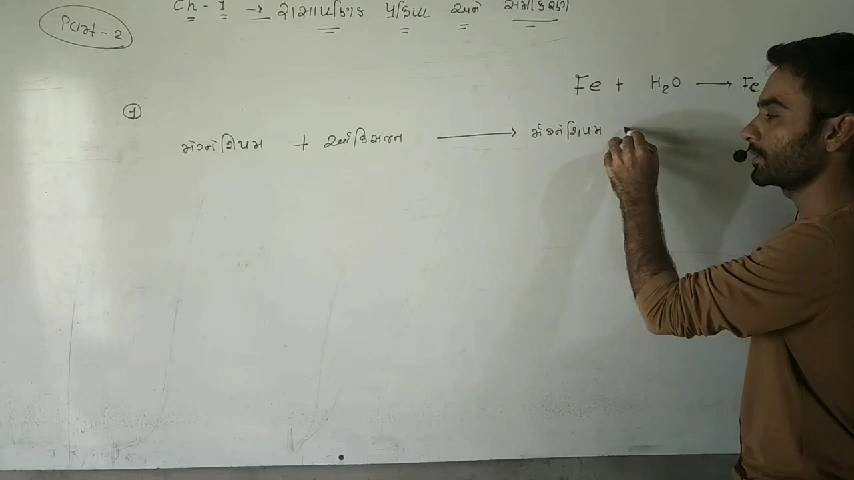 Part-2
Ch-1 → રાસાયણિક પ્રક્રિયા અને સમીકરણો
Fe + H₂O → Fe
① મેગ્નેશિયમ + ઓક્સિજન → મેગ્નેશિયમ